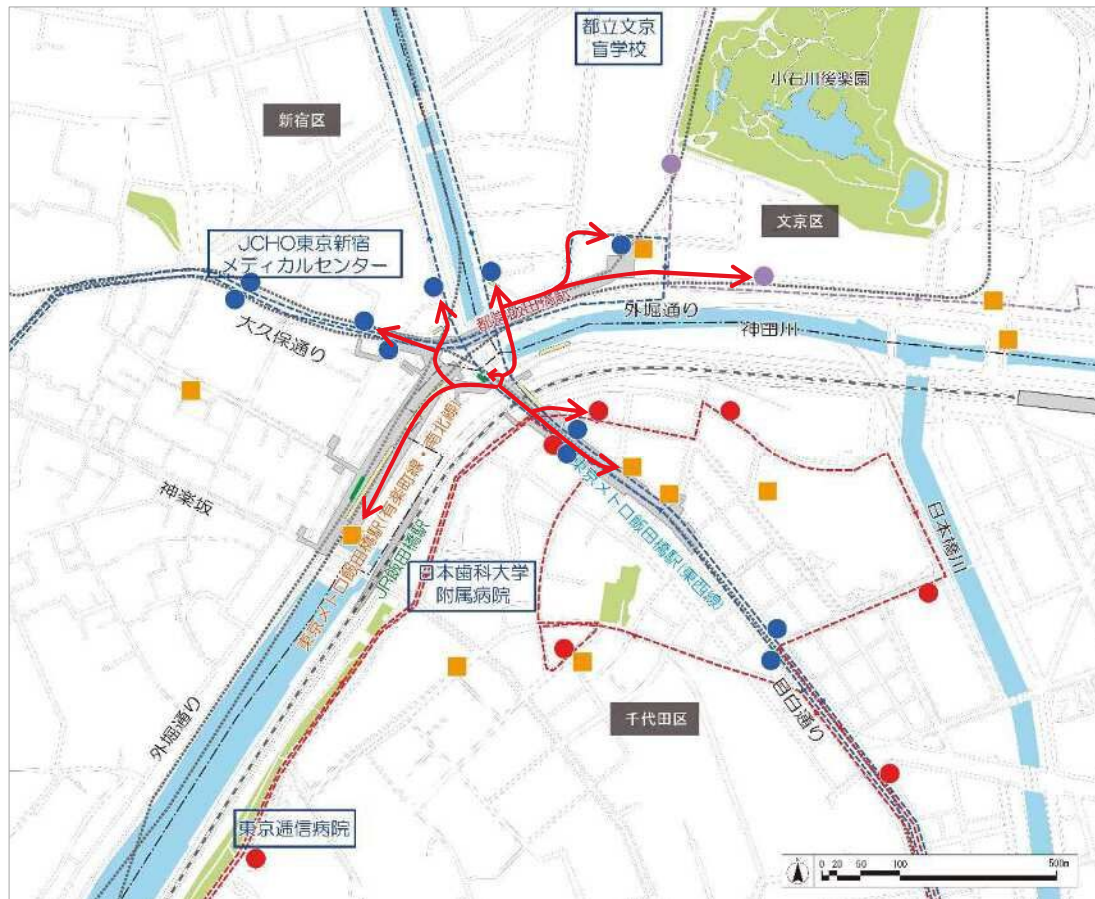 都立文京
盲学校
小石川後楽園
新宿区
文京区
JCHO東京新宿
メディカルセンター
大久保通り
都営飯田橋駅
外堀通り
神田川
神楽坂
東京メトロ飯田橋駅(有楽町線・南北線)
JR飯田橋駅
東京メトロ飯田橋駅(東西線)
日本橋川
日本歯科大学
附属病院
外堀通り
千代田区
目白通り
東京逓信病院
0 20 50 100 500m